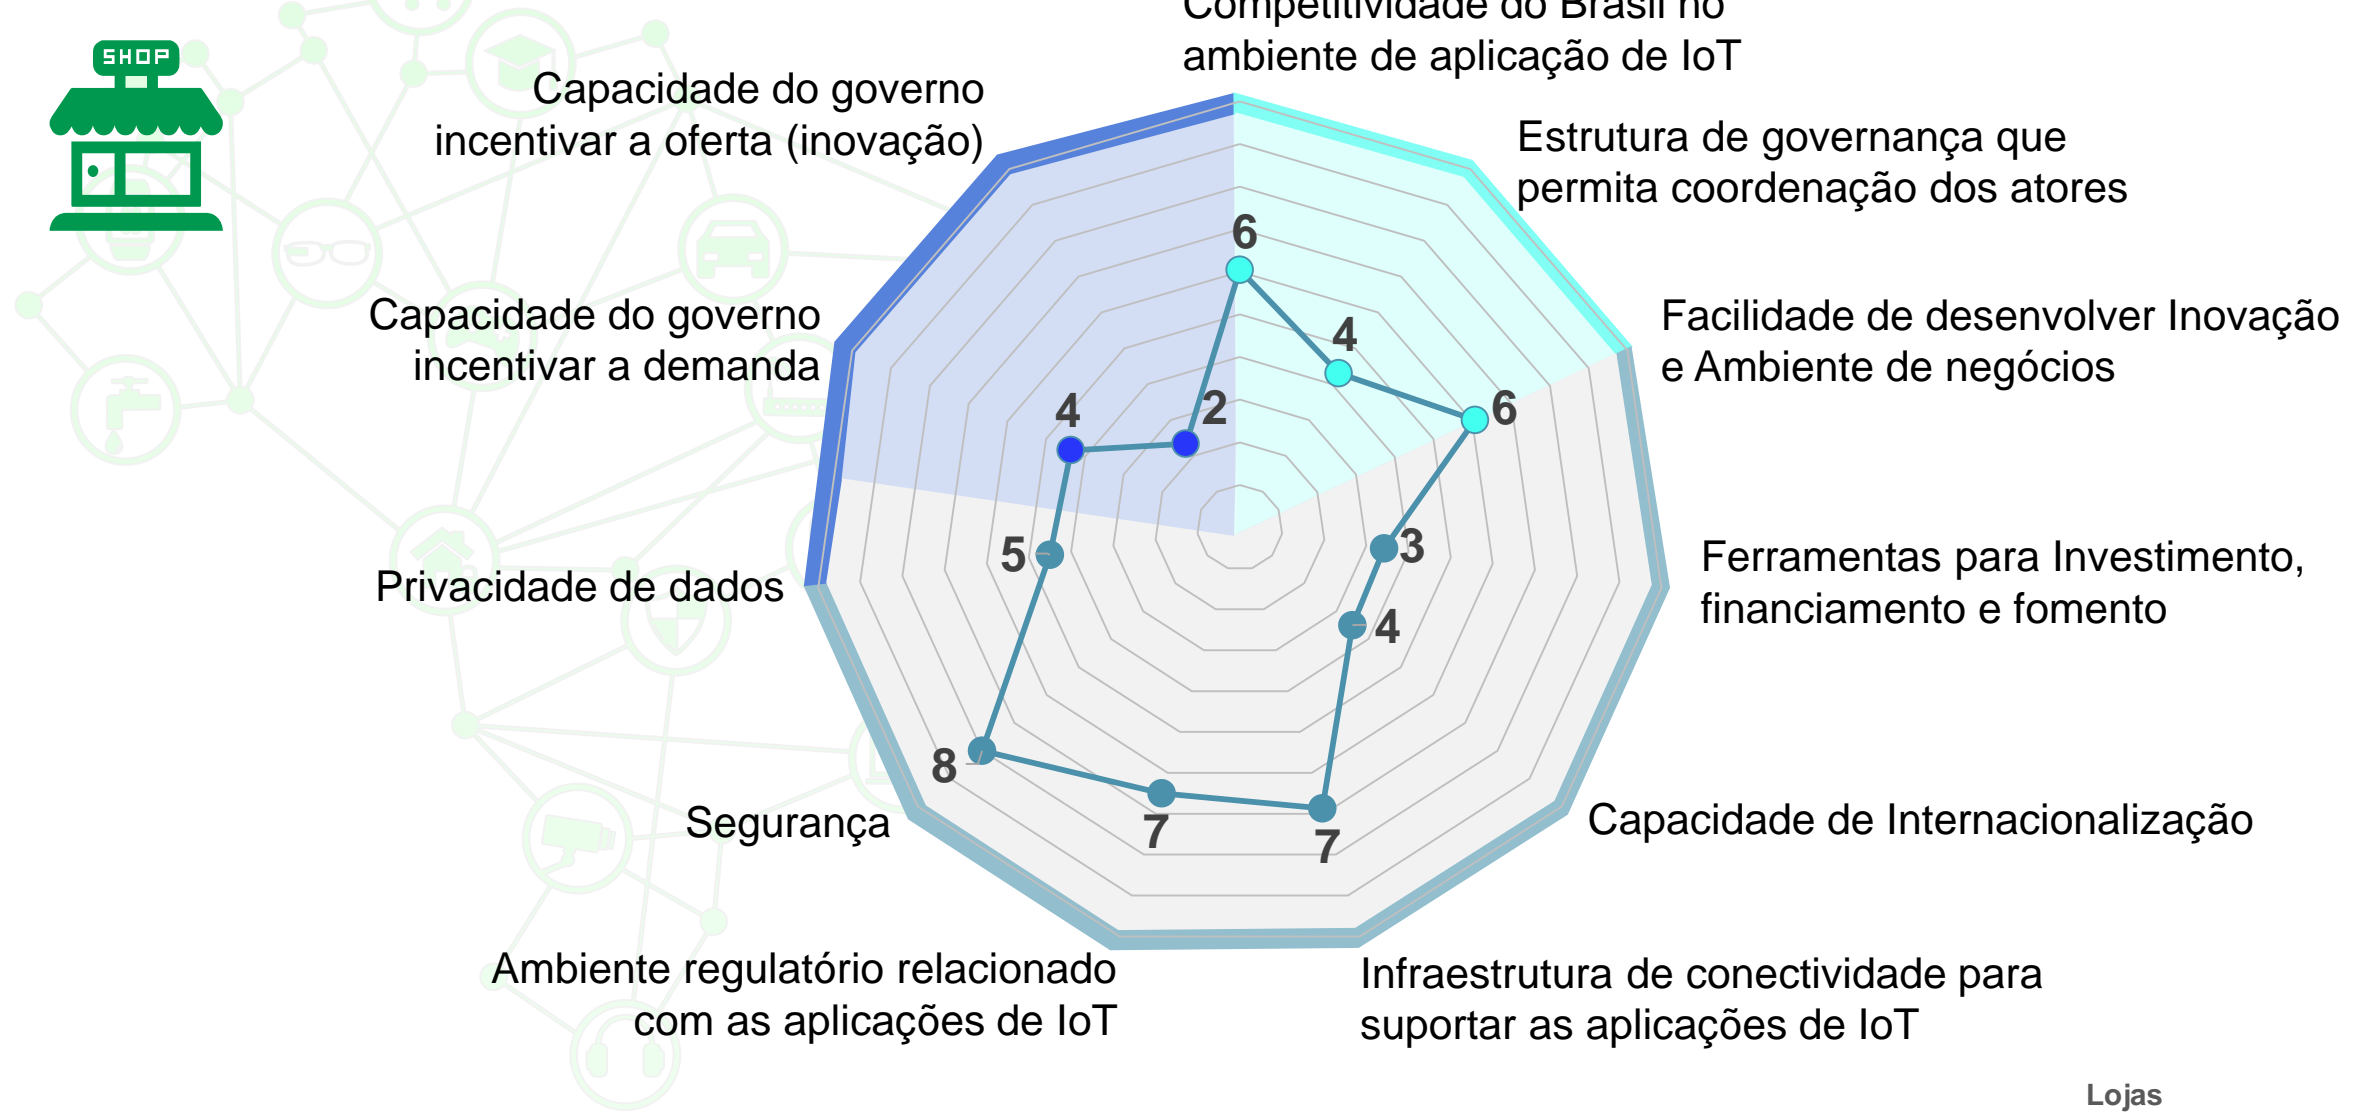 Competitividade do Brasil no
ambiente de aplicação de IoT
SHOP
Capacidade do governo
incentivar a oferta (inovação)
Estrutura de governança que
permita coordenação dos atores
6
4
Facilidade de desenvolver Inovação
e Ambiente de negócios
Capacidade do governo
incentivar a demanda
4
2
6
3
5
Ferramentas para Investimento,
financiamento e fomento
Privacidade de dados
4
8
7
7
Segurança
Capacidade de Internacionalização
Ambiente regulatório relacionado
com as aplicações de IoT
Infraestrutura de conectividade para
suportar as aplicações de IoT
Lojas